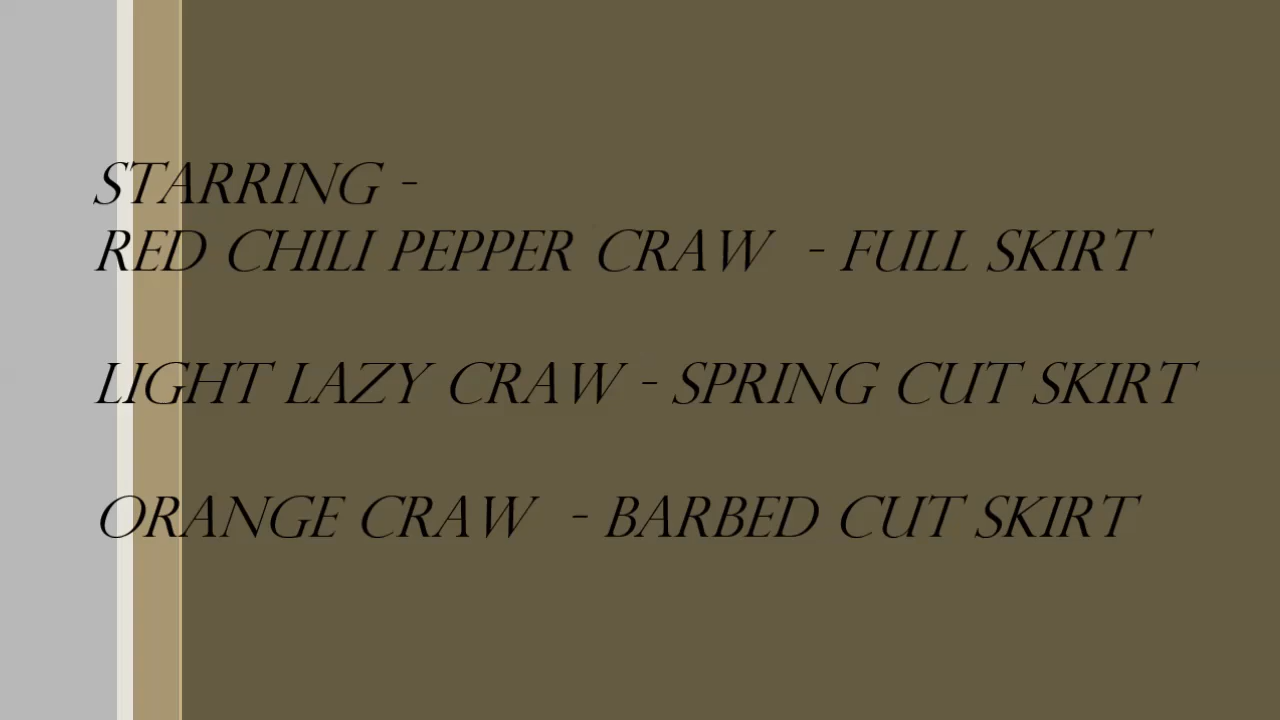 STARRING -
RED CHILI PEPPER CRAW - FULL SKIRT
LIGHT LAZY CRAW - SPRING CUT SKIRT
ORANGE CRAW - BARBED CUT SKIRT